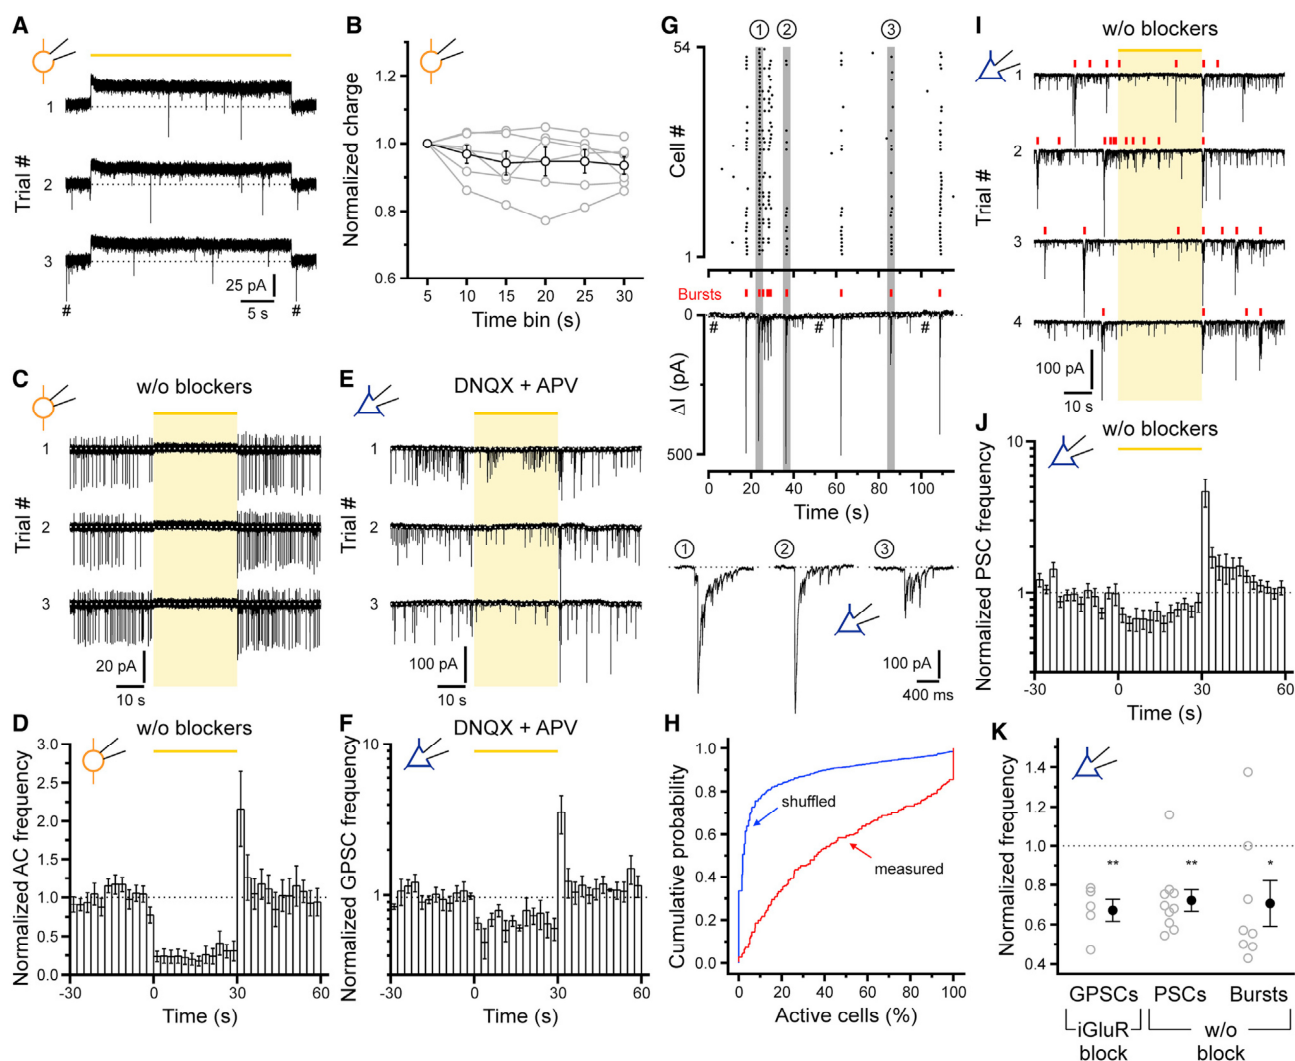 A
Trial #
1
2
3
#
#
25 pA
5 s
B
Normalized charge
1.2
1.0
0.8
0.6
5 10 15 20 25 30
Time bin (s)
C
w/o blockers
Trial #
1
2
3
20 pA
10 s
D
w/o blockers
Normalized AC frequency
3.0
2.5
2.0
1.5
1.0
0.5
0.0
-30 0 30 60
Time (s)
E
DNQX + APV
Trial #
1
2
3
100 pA
10 s
F
DNQX + APV
Normalized GPSC frequency
10
1
-30 0 30 60
Time (s)
G
1 2 3
Cell #
54
1
Bursts
0
# # #
ΔI (pA)
500
0 20 40 60 80 100
Time (s)
1 2 3
100 pA
400 ms
H
Cumulative probability
1.0
0.8
0.6
0.4
0.2
0.0
shuffled
measured
0 20 40 60 80 100
Active cells (%)
I
w/o blockers
Trial #
1
2
3
4
100 pA
10 s
J
w/o blockers
Normalized PSC frequency
10
1
-30 0 30 60
Time (s)
K
Normalized frequency
1.4
1.2
1.0
0.8
0.6
0.4
** ** *
GPSCs PSCs Bursts
iGluR block
w/o block